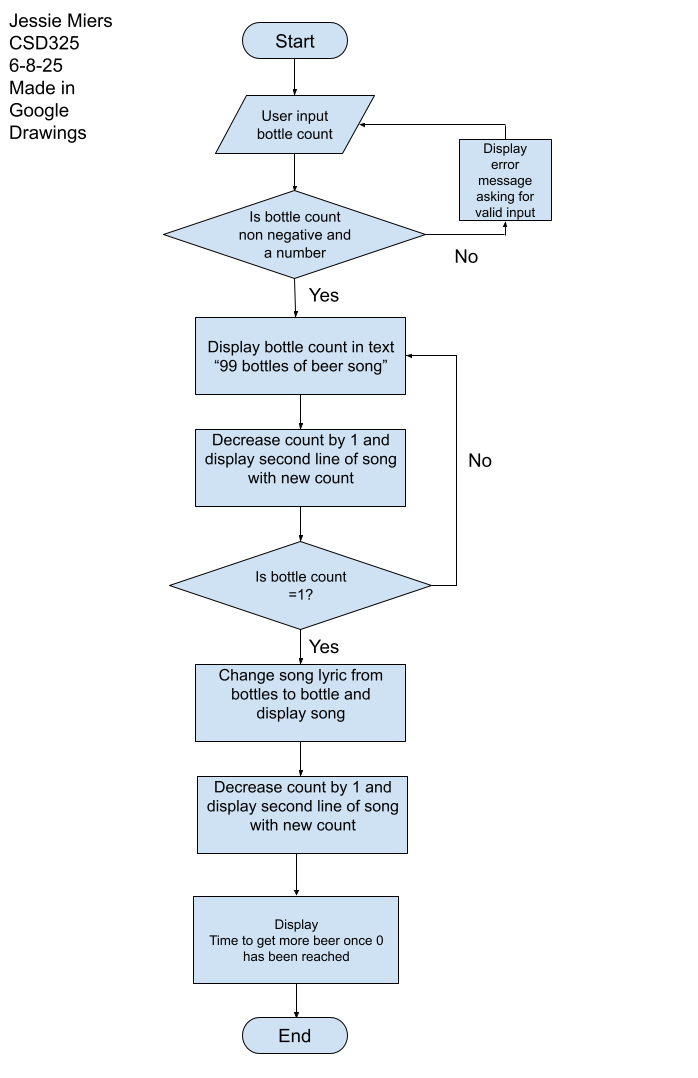 Jessie Miers
CSD325
6-8-25
Made in
Google
Drawings
Start
User input
bottle count
Display
error
message
asking for
valid input
Is bottle count
non negative and
a number
No
Yes
Display bottle count in text
“99 bottles of beer song”
Decrease count by 1 and
display second line of song
with new count
No
Is bottle count
=1?
Yes
Change song lyric from
bottles to bottle and
display song
Decrease count by 1 and
display second line of song
with new count
Display
Time to get more beer once 0
has been reached
End